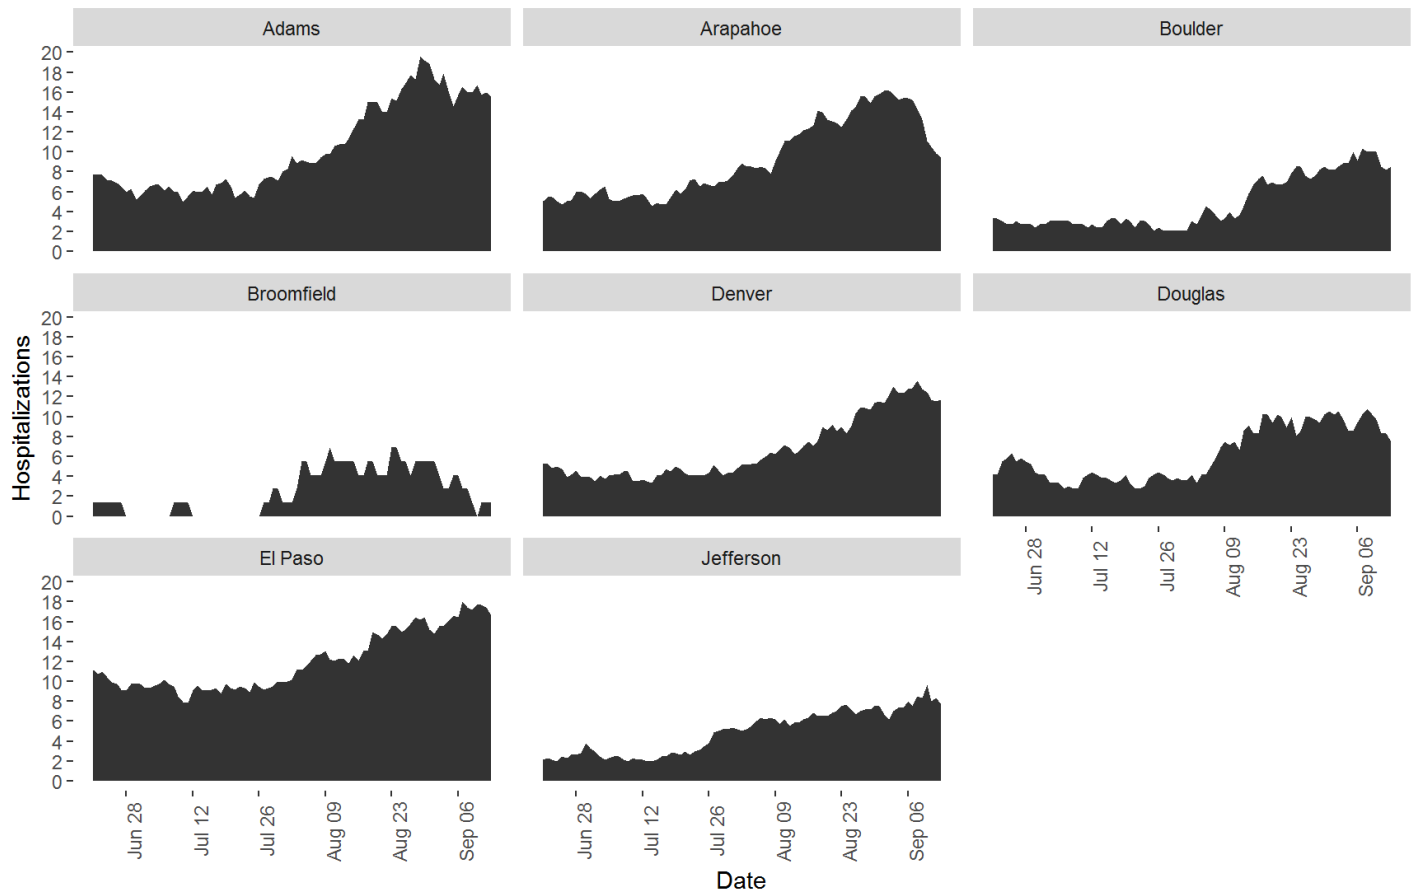 Adams
Arapahoe
Boulder
20
18
16
14
12
10
8
6
4
2
0
Broomfield
Denver
Douglas
20
18
16
14
12
10
8
6
4
2
0
Jun 28
Jul 12
Jul 26
Aug 09
Aug 23
Sep 06
El Paso
Jefferson
20
18
16
14
12
10
8
6
4
2
0
Jun 28
Jul 12
Jul 26
Aug 09
Aug 23
Sep 06
Jun 28
Jul 12
Jul 26
Aug 09
Aug 23
Sep 06
Hospitalizations
Date